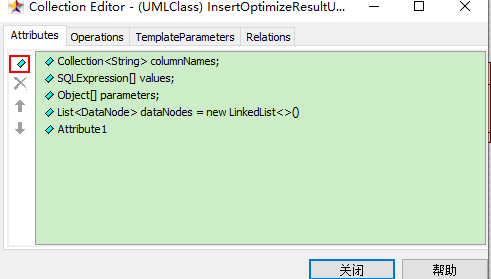 Collection Editor - (UMLClass) InsertOptimizeResultU...
Attributes Operations TemplateParameters Relations
Collection<String> columnNames;
SQLExpression[] values;
Object[] parameters;
List<DataNode> dataNodes = new LinkedList<>()
Attribute1
关闭 帮助